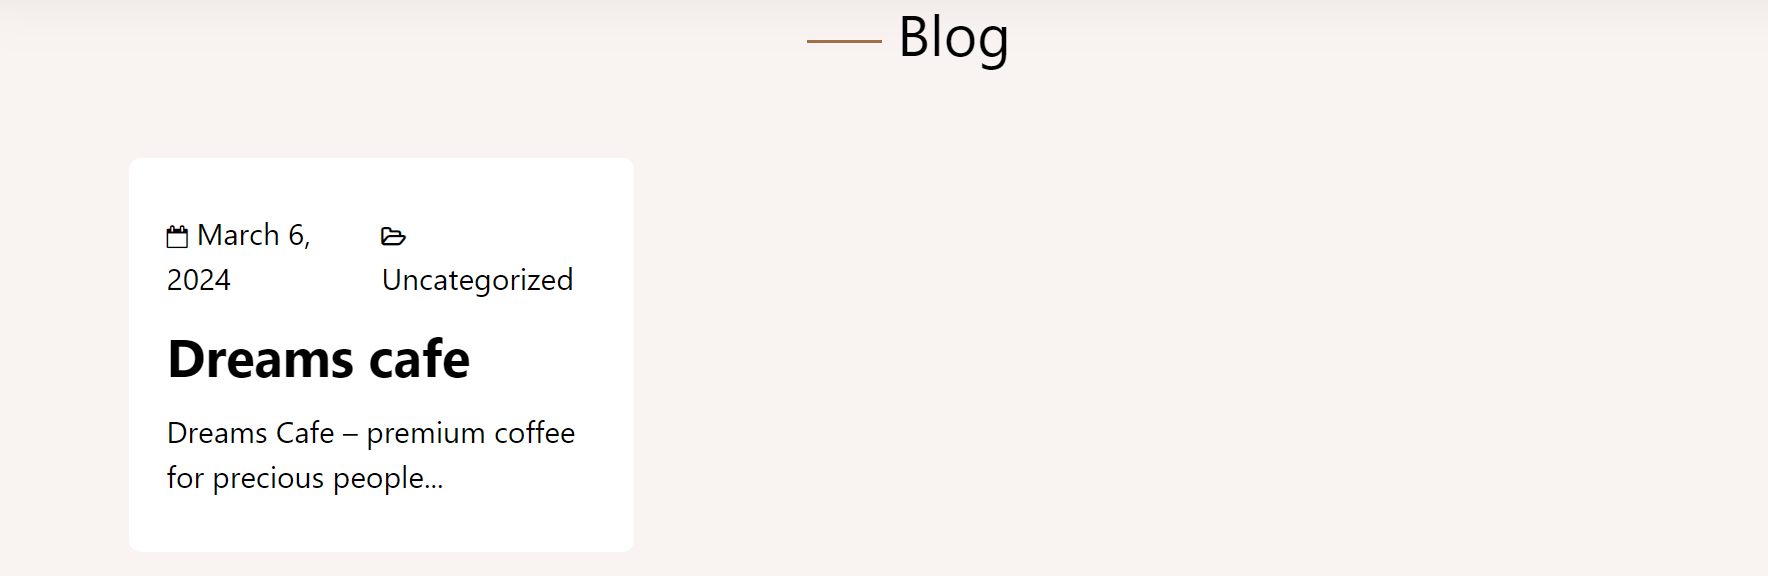 Blog
March 6,
2024
Uncategorized
Dreams cafe
Dreams Cafe – premium coffee
for precious people...